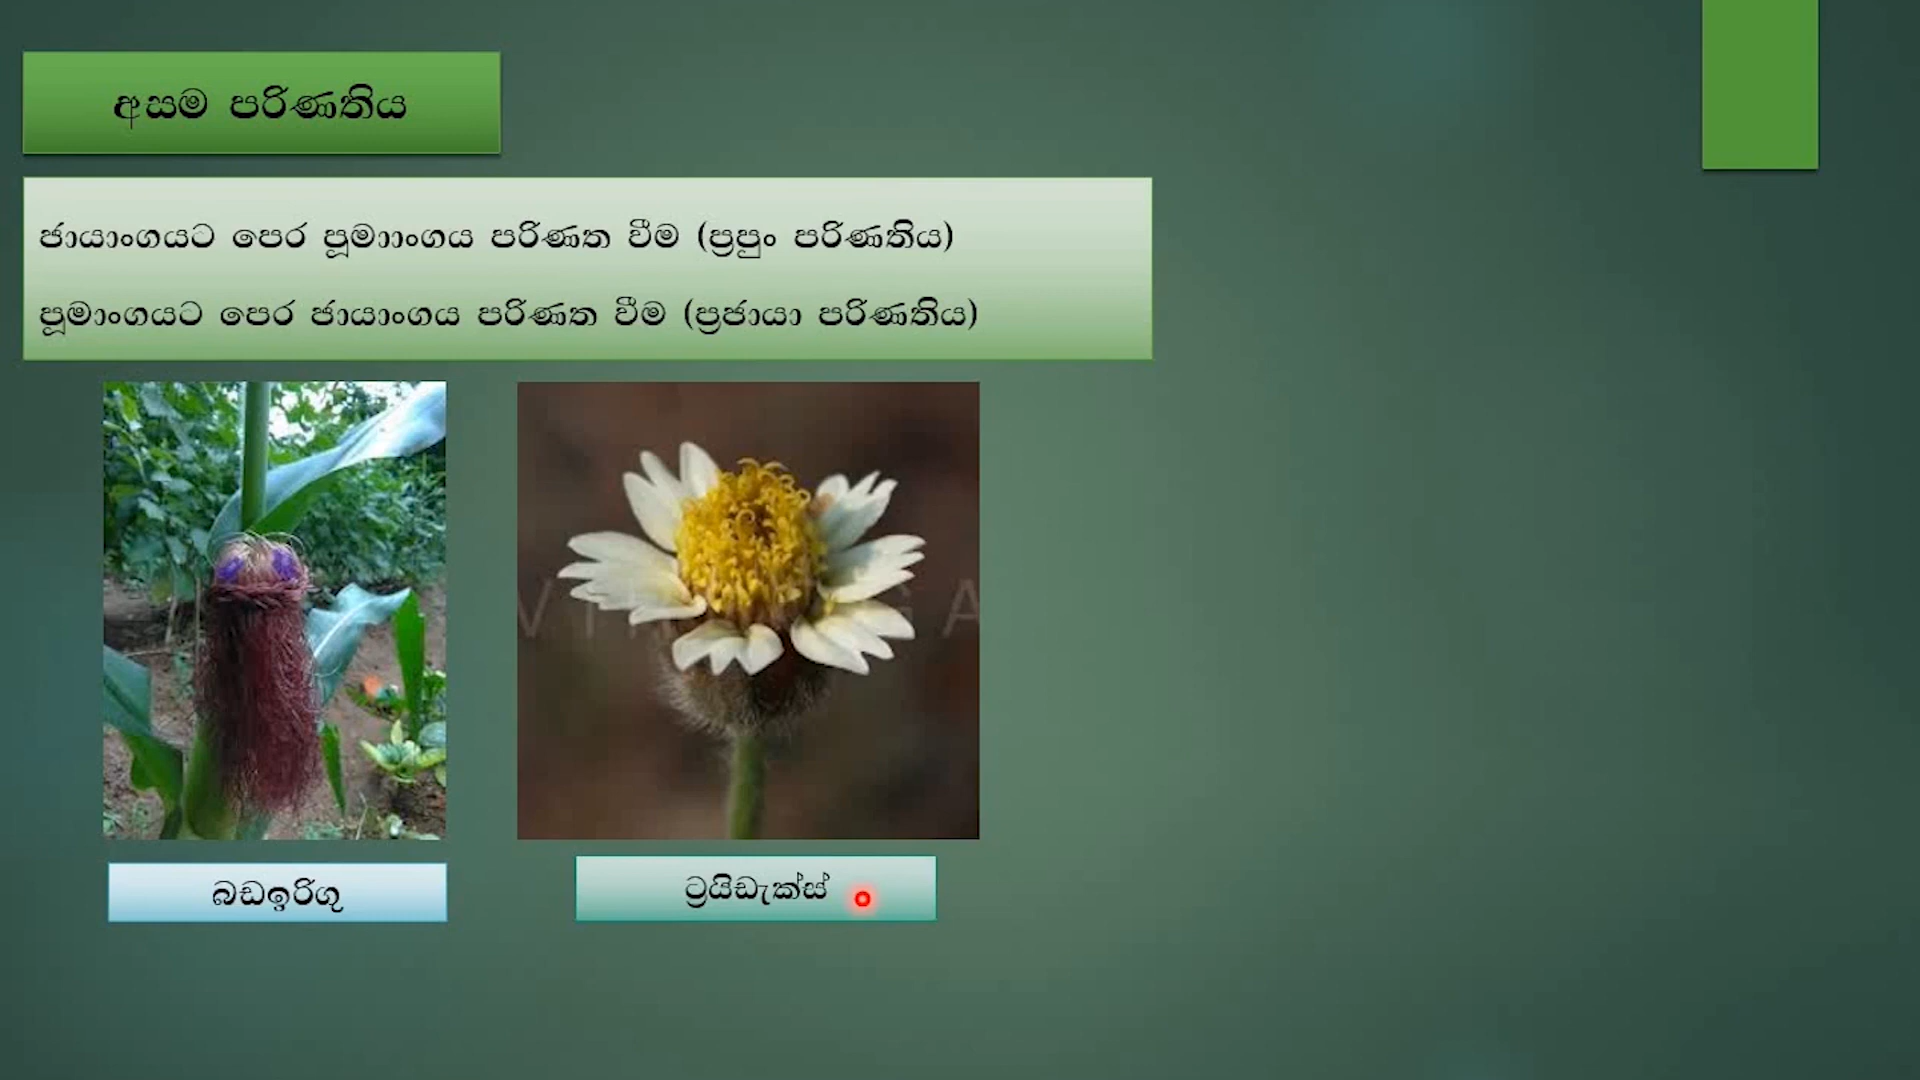 අසම පරිණතිය
ජායාංගයට පෙර පූමාාංගය පරිණත වීම (ප්‍රපුං පරිණතිය)
පූමාංගයට පෙර ජායාංගය පරිණත වීම (ප්‍රජායා පරිණතිය)
බඩඉරිගු
ට්‍රයිඩැක්ස්